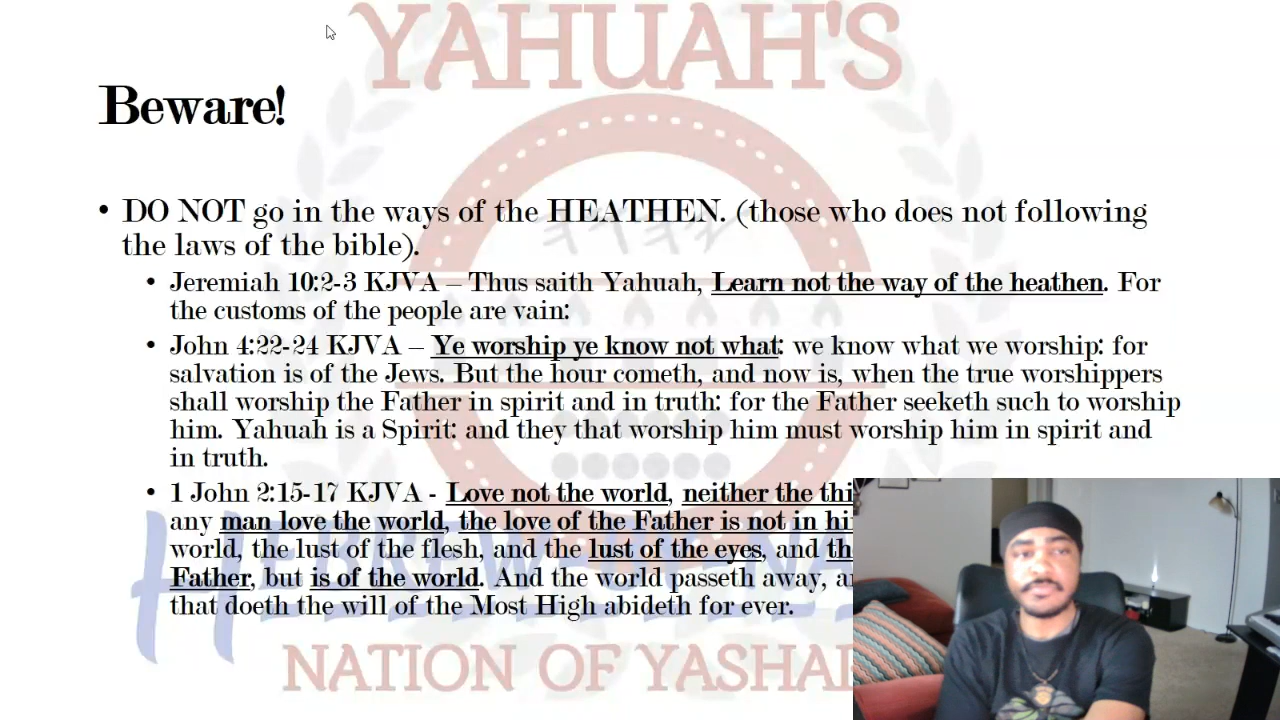 YAHUAH'S
Beware!
• DO NOT go in the ways of the HEATHEN. (those who does not following
the laws of the bible).
• Jeremiah 10:2-3 KJVA – Thus saith Yahuah, Learn not the way of the heathen. For
the customs of the people are vain:
• John 4:22-24 KJVA – Ye worship ye know not what: we know what we worship: for
salvation is of the Jews. But the hour cometh, and now is, when the true worshippers
shall worship the Father in spirit and in truth: for the Father seeketh such to worship
him. Yahuah is a Spirit: and they that worship him must worship him in spirit and
in truth.
• 1 John 2:15-17 KJVA - Love not the world, neither the thi
any man love the world, the love of the Father is not in hi
world, the lust of the flesh, and the lust of the eyes, and th
Father, but is of the world. And the world passeth away, a
that doeth the will of the Most High abideth for ever.
NATION OF YASHA